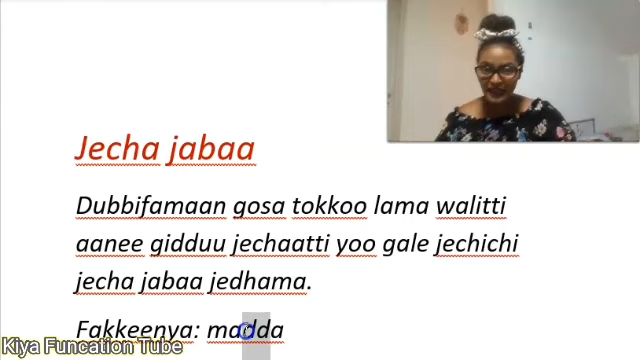 Jecha jabaa
Dubbifamaan gosa tokkoo lama walitti
aanee gidduu jechaatti yoo gale jechichi
jecha jabaa jedhama.
Fakkeenya: madda
Kiya Funcation Tube